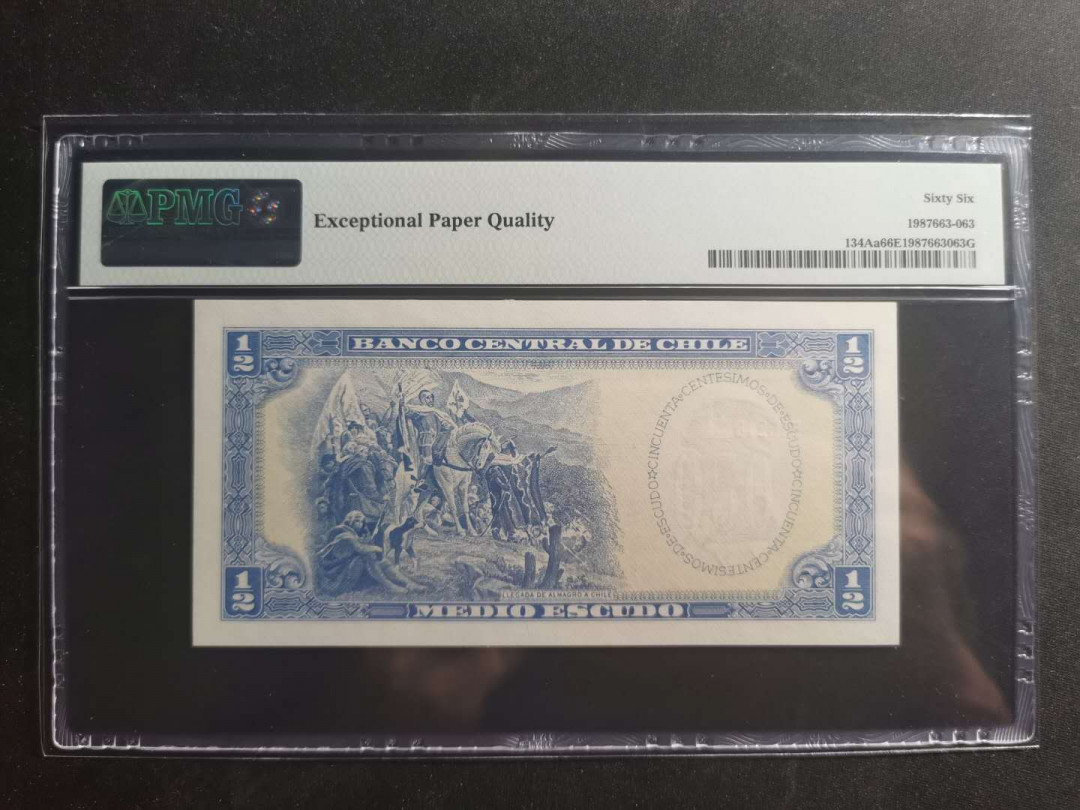 PMG
Exceptional Paper Quality
Sixty Six
1987663-063
134Aa66E1987663063G
1/2
BANCO CENTRAL DE CHILE
1/2
CINCUENTA·CENTESIMOS·DE·ESCUDO☆CINCUENTA·CENTESIMOS·DE·ESCUDO☆
LLEGADA DE ALMAGRO A CHILE
1/2
MEDIO ESCUDO
1/2